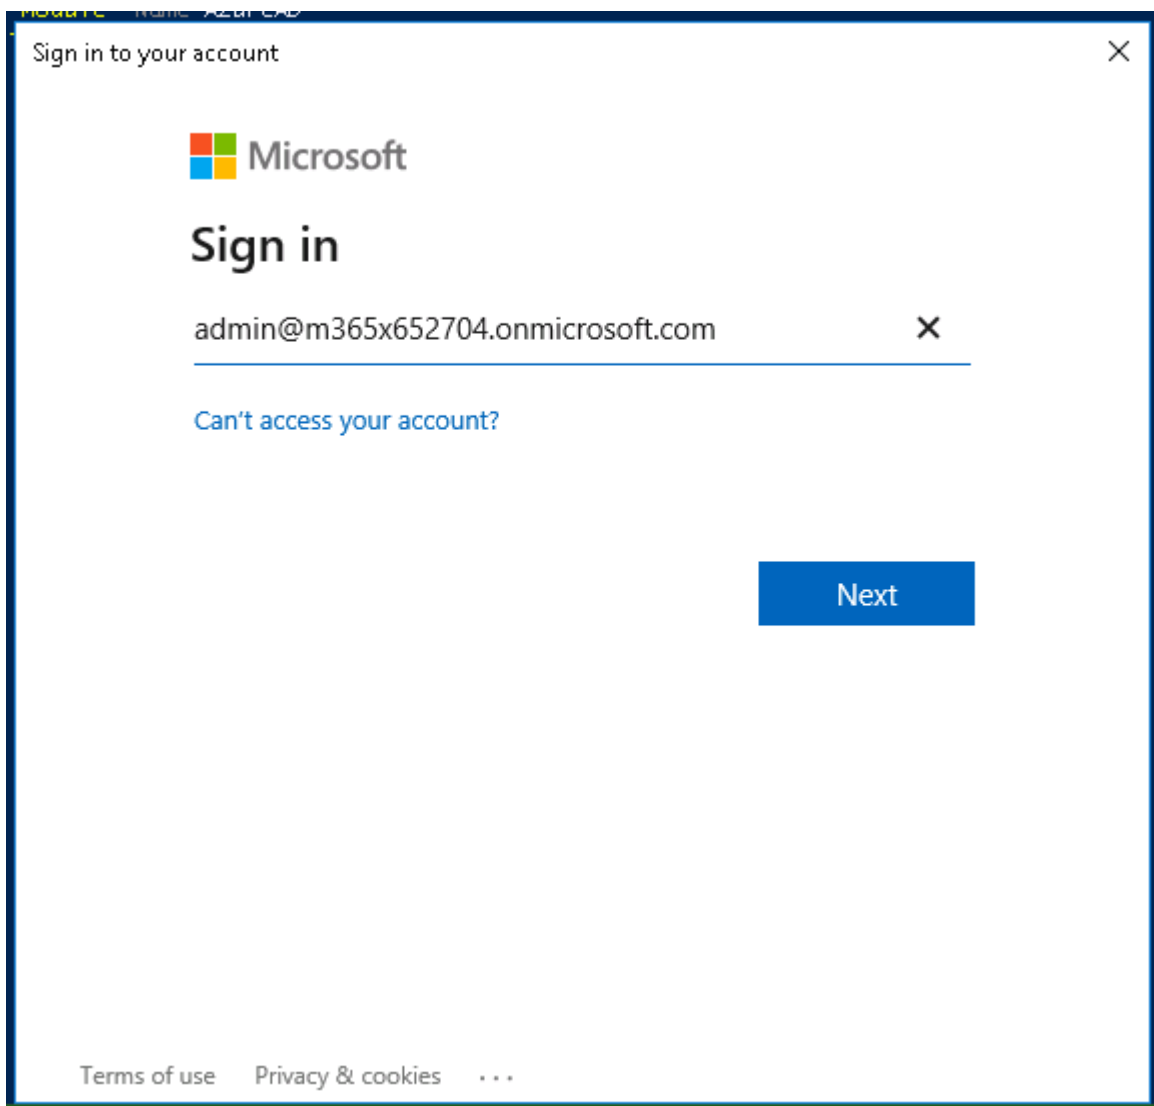 Sign in to your account
Microsoft
Sign in
admin@m365x652704.onmicrosoft.com
Can't access your account?
Next
Terms of use Privacy & cookies ...